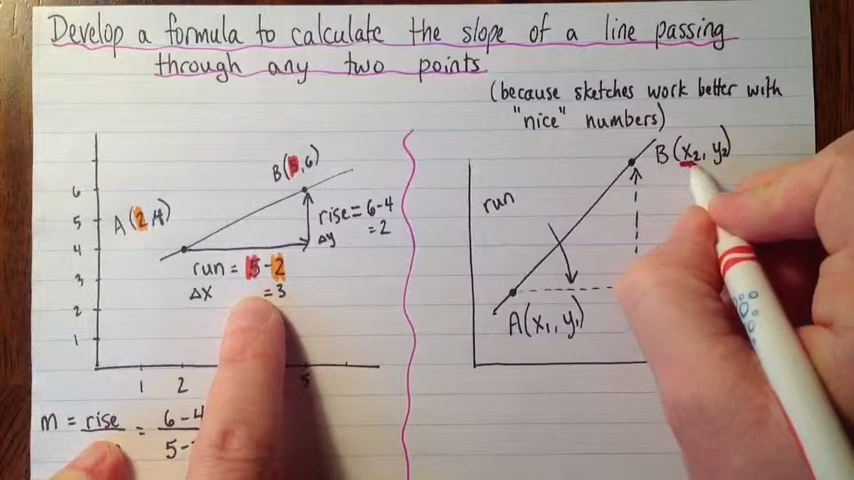 Develop a formula to calculate the slope of a line passing
through any two points
(because sketches work better with
"nice" numbers)
B(5,6)
A(2,4)
6
5
4
3
2
1
1
2
5
rise = 6-4
Δy = 2
run = 5-2
Δx = 3
m = rise = 6-4
5-
run
B(x₂, y₂)
A(x₁, y₁)